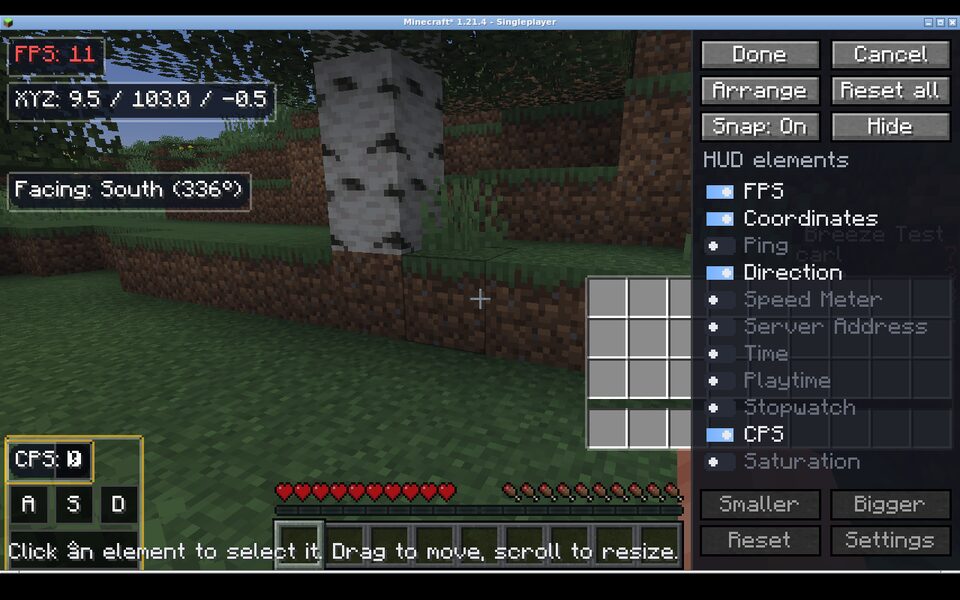 Minecraft* 1.21.4 - Singleplayer
FPS: 11
XYZ: 9.5 / 103.0 / -0.5
Facing: South (336°)
Done
Cancel
Arrange
Reset all
Snap: On
Hide
HUD elements
FPS
Coordinates
Breeze Test
Ping
carl
Direction
Speed Meter
Server Address
Time
Playtime
Stopwatch
CPS
Saturation
Smaller
Bigger
Reset
Settings
CPS: 0
A S D
Click an element to select it. Drag to move, scroll to resize.